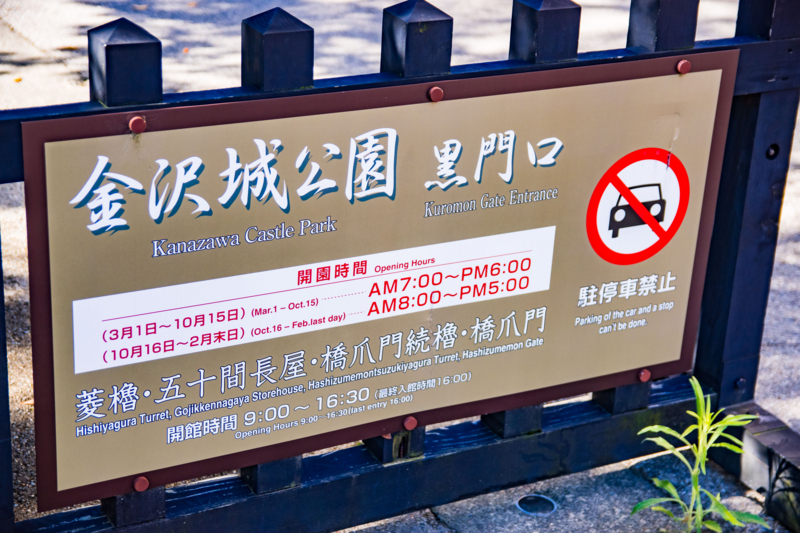 金沢城公園 黒門口
Kanazawa Castle Park Kuromon Gate Entrance
開園時間 Opening Hours
(3月1日〜10月15日) (Mar.1 – Oct.15) ………… AM7:00〜PM6:00
(10月16日〜2月末日) (Oct.16 – Feb.last day) …… AM8:00〜PM5:00
菱櫓・五十間長屋・橋爪門続櫓・橋爪門
Hishiyagura Turret, Gojikkennagaya Storehouse, Hashizumemontsuzukiyagura Turret, Hashizumemon Gate
開館時間 9:00〜16:30 (最終入館時間16:00)
Opening Hours 9:00〜16:30(last entry 16:00)
駐停車禁止
Parking of the car and a stop
can't be done.